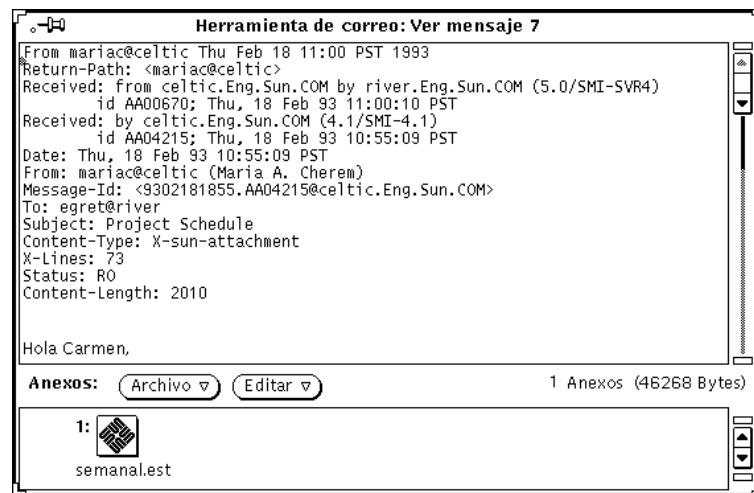 Herramienta de correo: Ver mensaje 7
From mariac@celtic Thu Feb 18 11:00 PST 1993
Return-Path: <mariac@celtic>
Received: from celtic.Eng.Sun.COM by river.Eng.Sun.COM (5.0/SMI-SVR4)
id AA00670; Thu, 18 Feb 93 11:00:10 PST
Received: by celtic.Eng.Sun.COM (4.1/SMI-4.1)
id AA04215; Thu, 18 Feb 93 10:55:09 PST
Date: Thu, 18 Feb 93 10:55:09 PST
From: mariac@celtic (Maria A. Cherem)
Message-Id: <9302181855.AA04215@celtic.Eng.Sun.COM>
To: egret@river
Subject: Project Schedule
Content-Type: X-sun-attachment
X-Lines: 73
Status: RO
Content-Length: 2010
Hola Carmen,
Anexos: Archivo Editar 1 Anexos (46268 Bytes)
1:
semanal.est